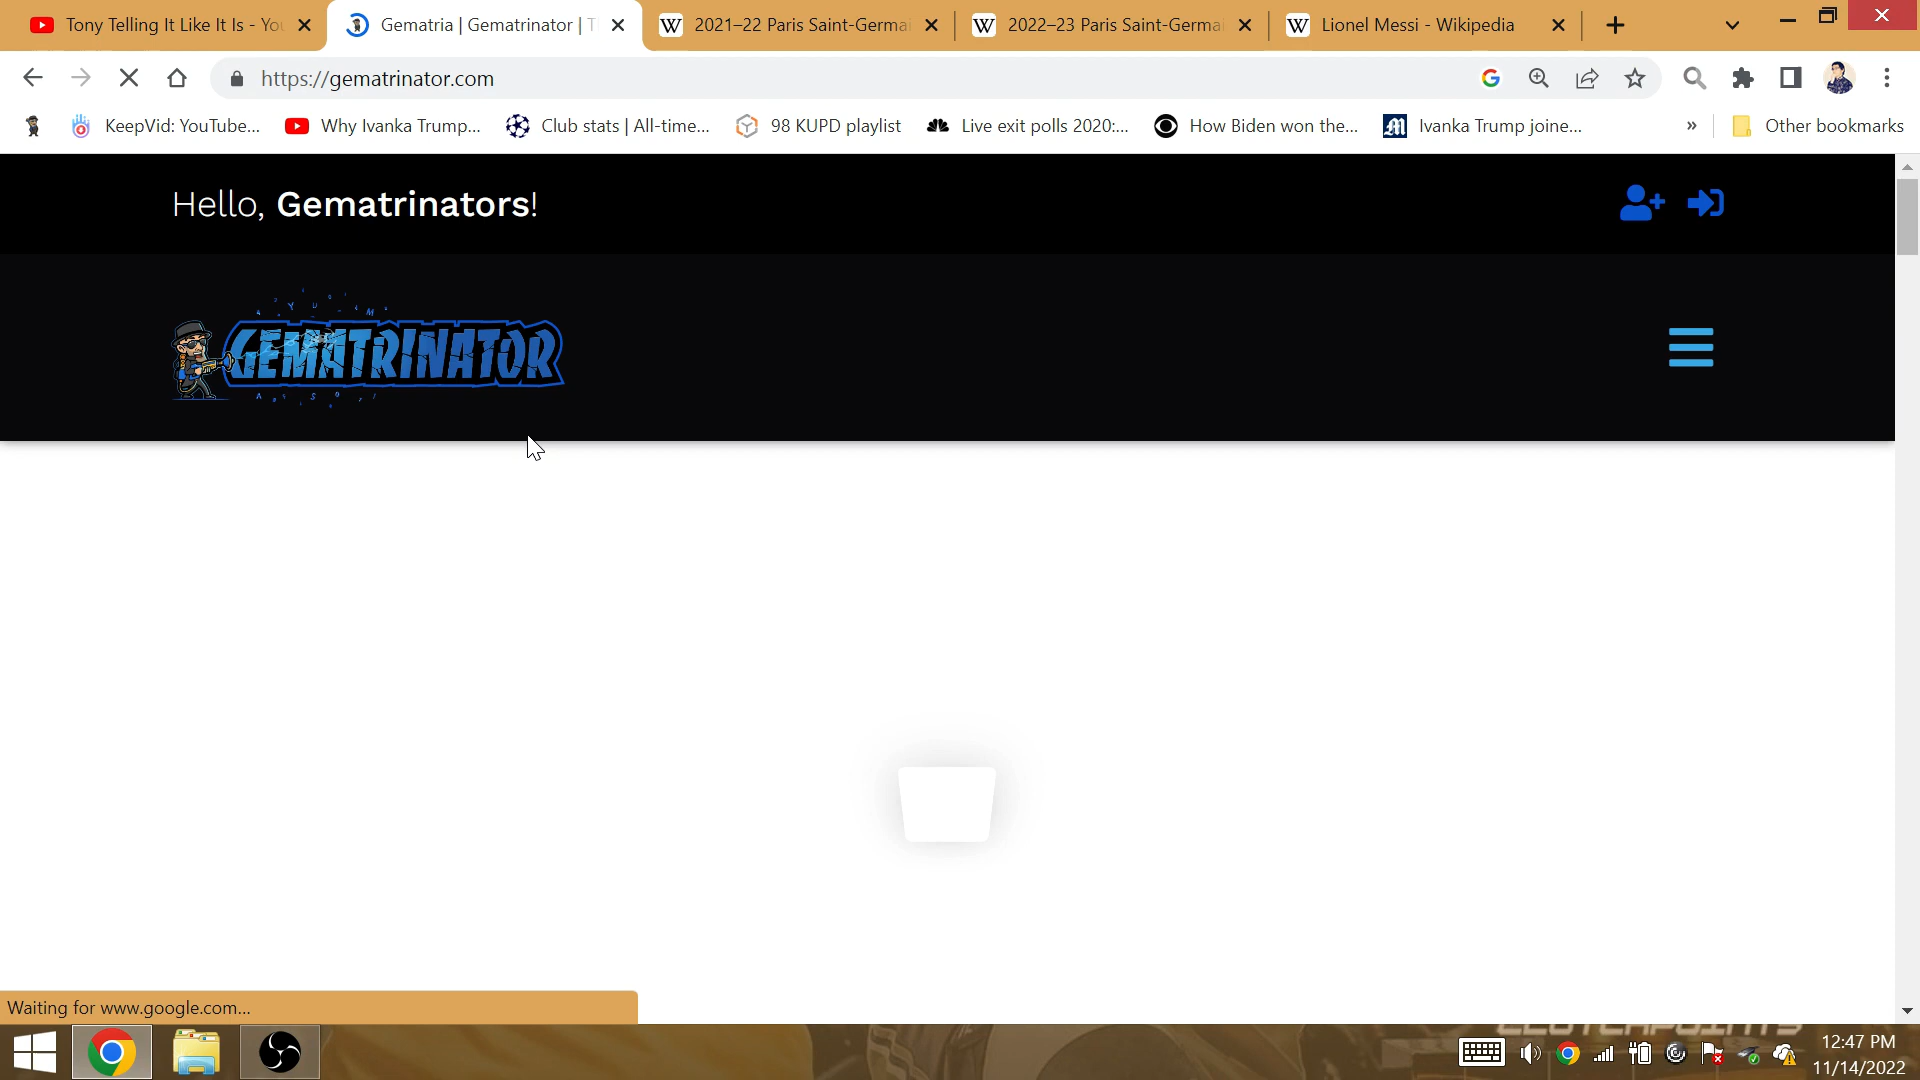 Tony Telling It Like It Is - You
Gematria | Gematrinator | T
2021–22 Paris Saint-Germai
2022–23 Paris Saint-Germai
Lionel Messi - Wikipedia
https://gematrinator.com
KeepVid: YouTube...
Why Ivanka Trump...
Club stats | All-time...
98 KUPD playlist
Live exit polls 2020:...
How Biden won the...
Ivanka Trump joine...
»
Other bookmarks
Hello, Gematrinators!
GEMATRINATOR
Waiting for www.google.com...
12:47 PM
11/14/2022